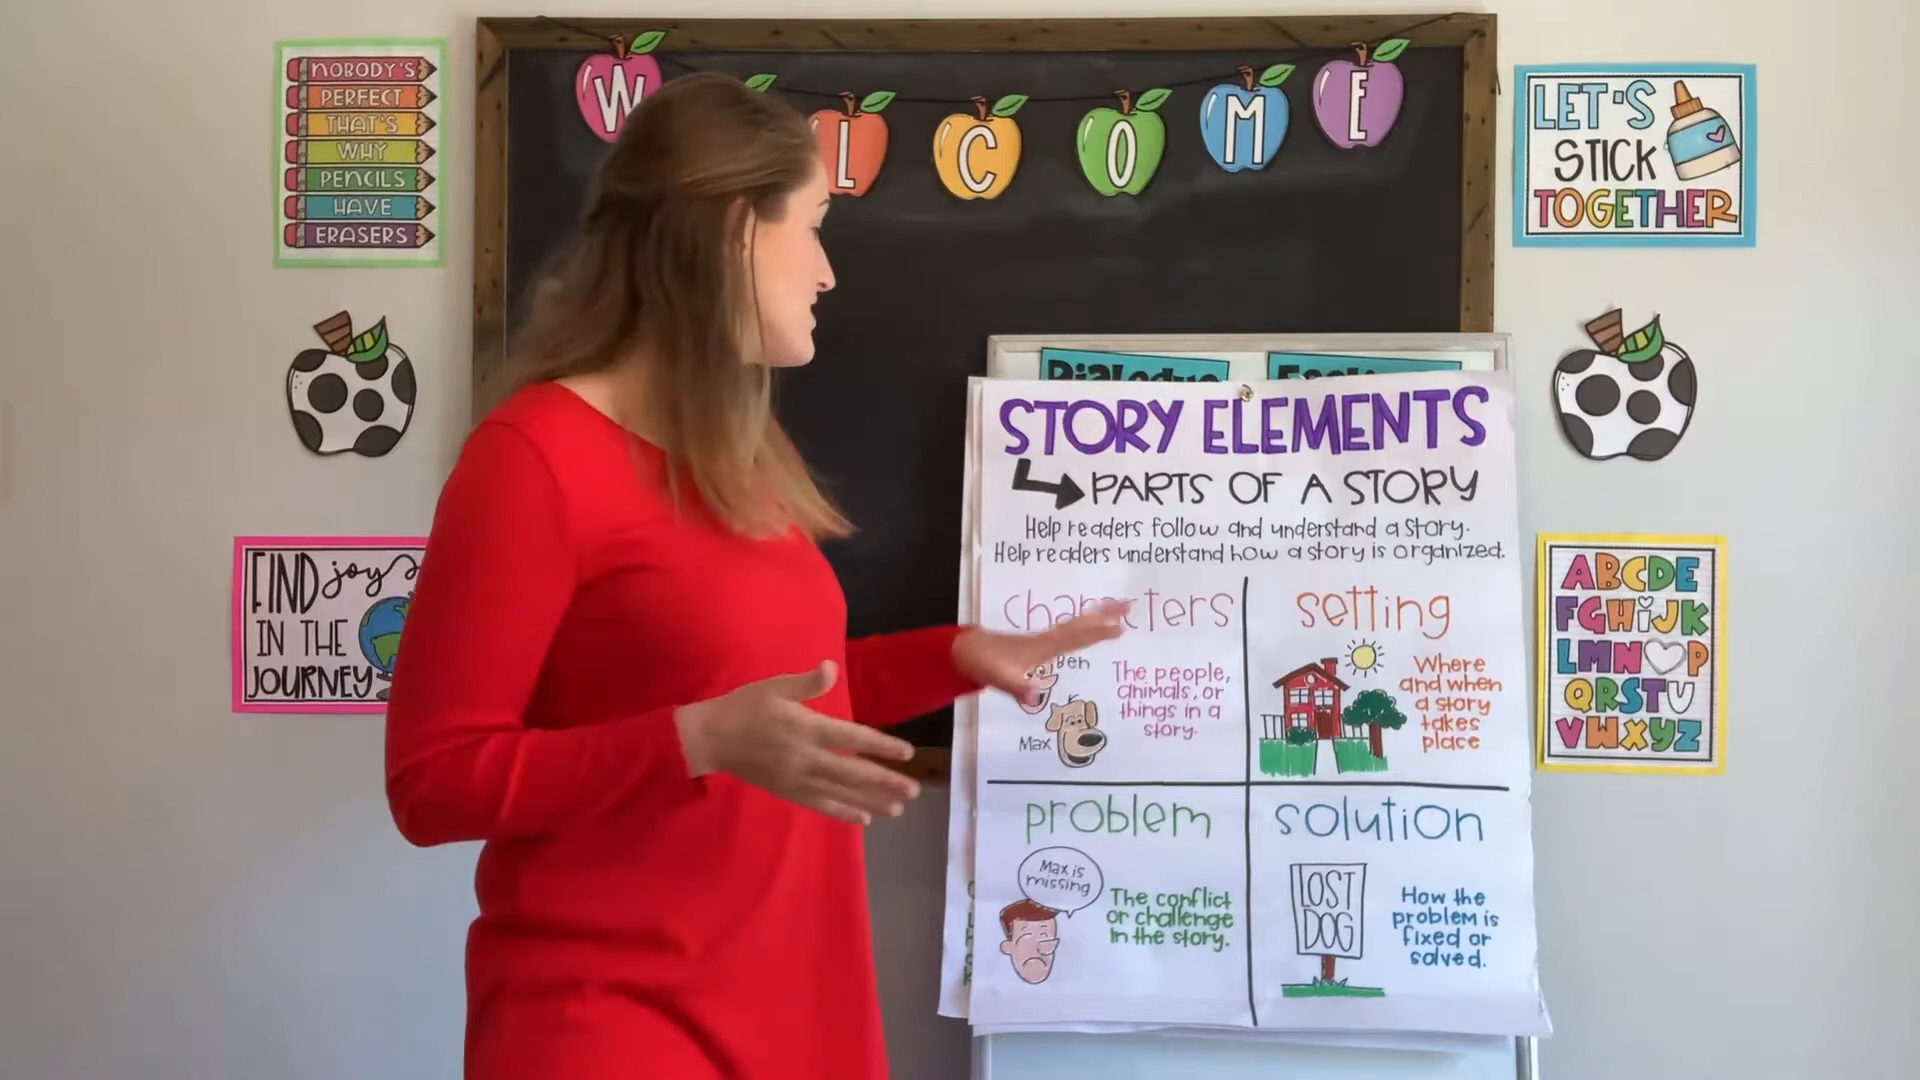 NOBODY'S
PERFECT
THAT'S
WHY
PENCILS
HAVE
ERASERS
W L C O M E
LET'S
STICK
TOGETHER
FIND joy
IN THE
JOURNEY
STORY ELEMENTS
PARTS OF A STORY
Help readers follow and understand a story.
Help readers understand how a story is organized.
characters
Ben
Max
The people,
animals, or
things in a
story.
setting
Where
and when
a story
takes
place
problem
Max is
missing
The conflict
or challenge
in the story.
solution
LOST
DOG
How the
problem is
fixed or
solved.
ABCDE
FGHiJK
LMNP
QRSTU
VWXYZ